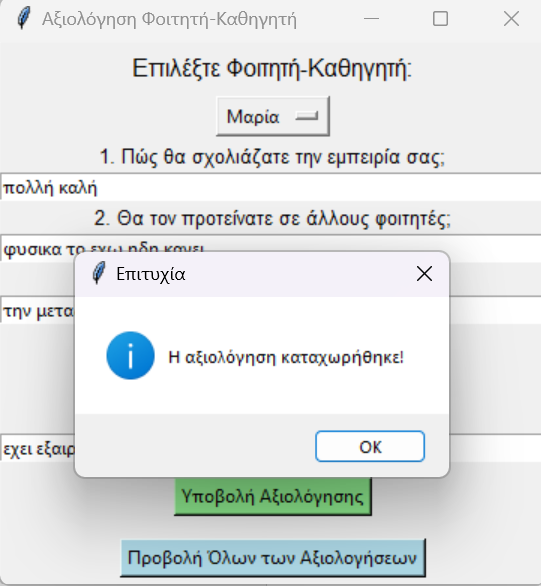 Αξιολόγηση Φοιτητή-Καθηγητή
Επιλέξτε Φοιτητή-Καθηγητή:
Μαρία
1. Πώς θα σχολιάζατε την εμπειρία σας;
πολλή καλή
2. Θα τον προτείνατε σε άλλους φοιτητές;
φυσικα το εχω ηδη κανει
Επιτυχία
την μετα
Η αξιολόγηση καταχωρήθηκε!
εχει εξαιρ
OK
Υποβολή Αξιολόγησης
Προβολή Όλων των Αξιολογήσεων